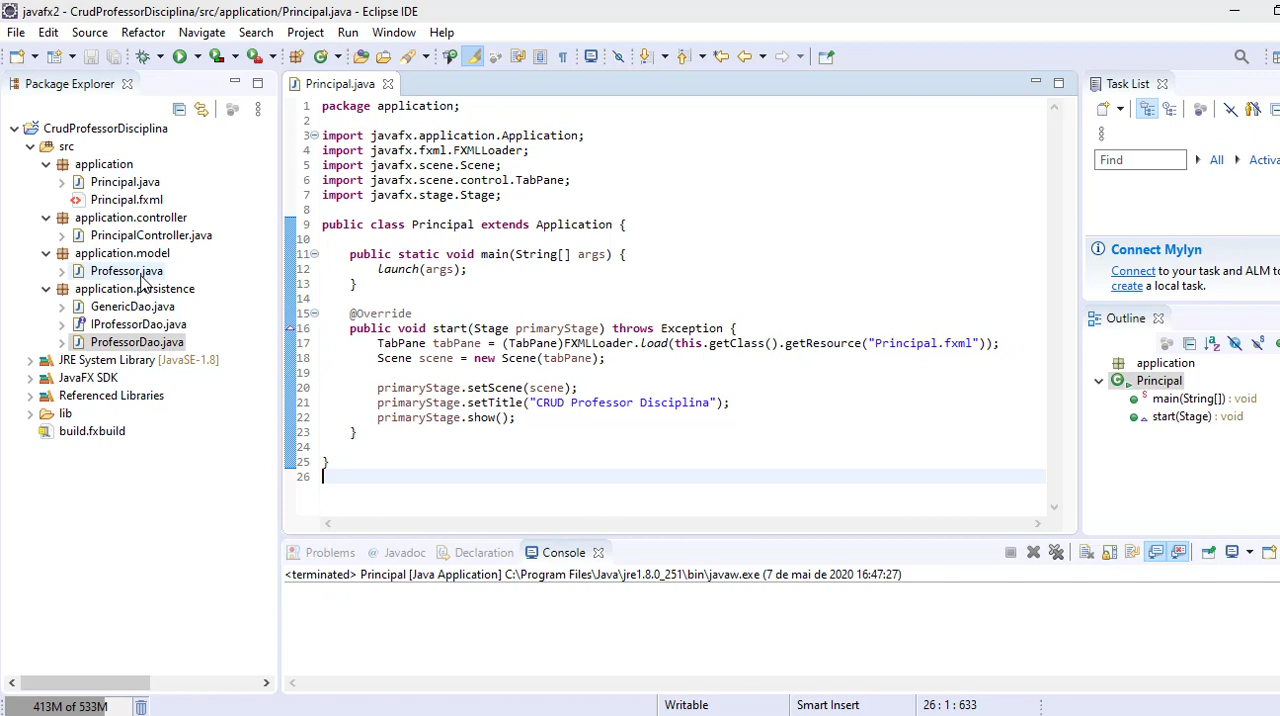 javafx2 - CrudProfessorDisciplina/src/application/Principal.java - Eclipse IDE
File Edit Source Refactor Navigate Search Project Run Window Help
Package Explorer
CrudProfessorDisciplina
src
application
Principal.java
Principal.fxml
application.controller
PrincipalController.java
application.model
Professor.java
application.persistence
GenericDao.java
IProfessorDao.java
ProfessorDao.java
JRE System Library [JavaSE-1.8]
JavaFX SDK
Referenced Libraries
lib
build.fxbuild
Principal.java
1 package application;
2
3 import javafx.application.Application;
4 import javafx.fxml.FXMLLoader;
5 import javafx.scene.Scene;
6 import javafx.scene.control.TabPane;
7 import javafx.stage.Stage;
8
9 public class Principal extends Application {
10
11 public static void main(String[] args) {
12 launch(args);
13 }
14
15 @Override
16 public void start(Stage primaryStage) throws Exception {
17 TabPane tabPane = (TabPane)FXMLLoader.load(this.getClass().getResource("Principal.fxml"));
18 Scene scene = new Scene(tabPane);
19
20 primaryStage.setScene(scene);
21 primaryStage.setTitle("CRUD Professor Disciplina");
22 primaryStage.show();
23 }
24
25 }
26
Task List
Find All Activa
Connect Mylyn
Connect to your task and ALM to
create a local task.
Outline
application
Principal
main(String[]) : void
start(Stage) : void
Problems Javadoc Declaration Console
<terminated> Principal [Java Application] C:\Program Files\Java\jre1.8.0_251\bin\javaw.exe (7 de mai de 2020 16:47:27)
413M of 533M Writable Smart Insert 26 : 1 : 633